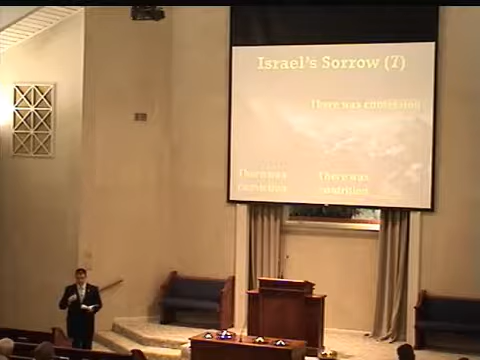 Israel's Sorrow (7)
There was confession
There was
conviction
There was
contrition